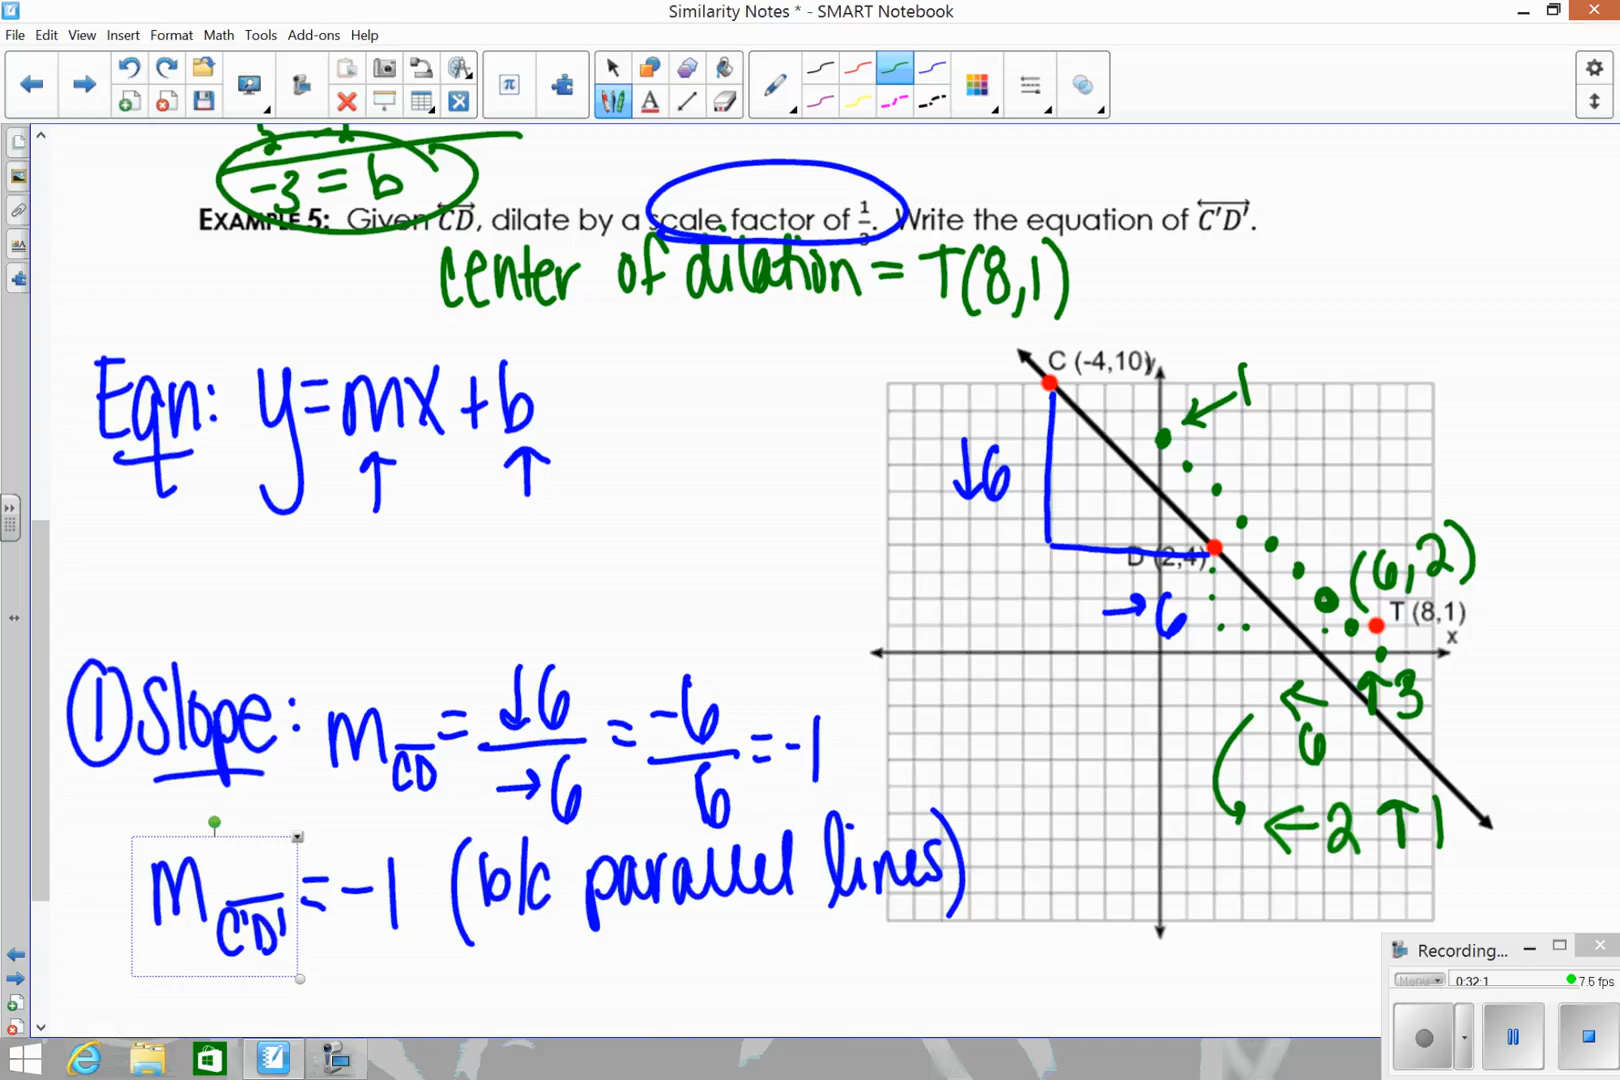 Similarity Notes * - SMART Notebook
File Edit View Insert Format Math Tools Add-ons Help
-3 = b
EXAMPLE 5: Given CD, dilate by a scale factor of 1/3. Write the equation of C'D'.
center of dilation = T(8,1)
Eqn: y=mx+b
C (-4,10)
y
1
↓6
D (2,4)
→6
(6,2)
T (8,1)
x
↑3
←
6
←2 ↑1
① Slope: m CD = ↓6/→6 = -6/6 = -1
m C'D' = -1 (b/c parallel lines)
Recording...
Menu
0:32:1
7.5 fps